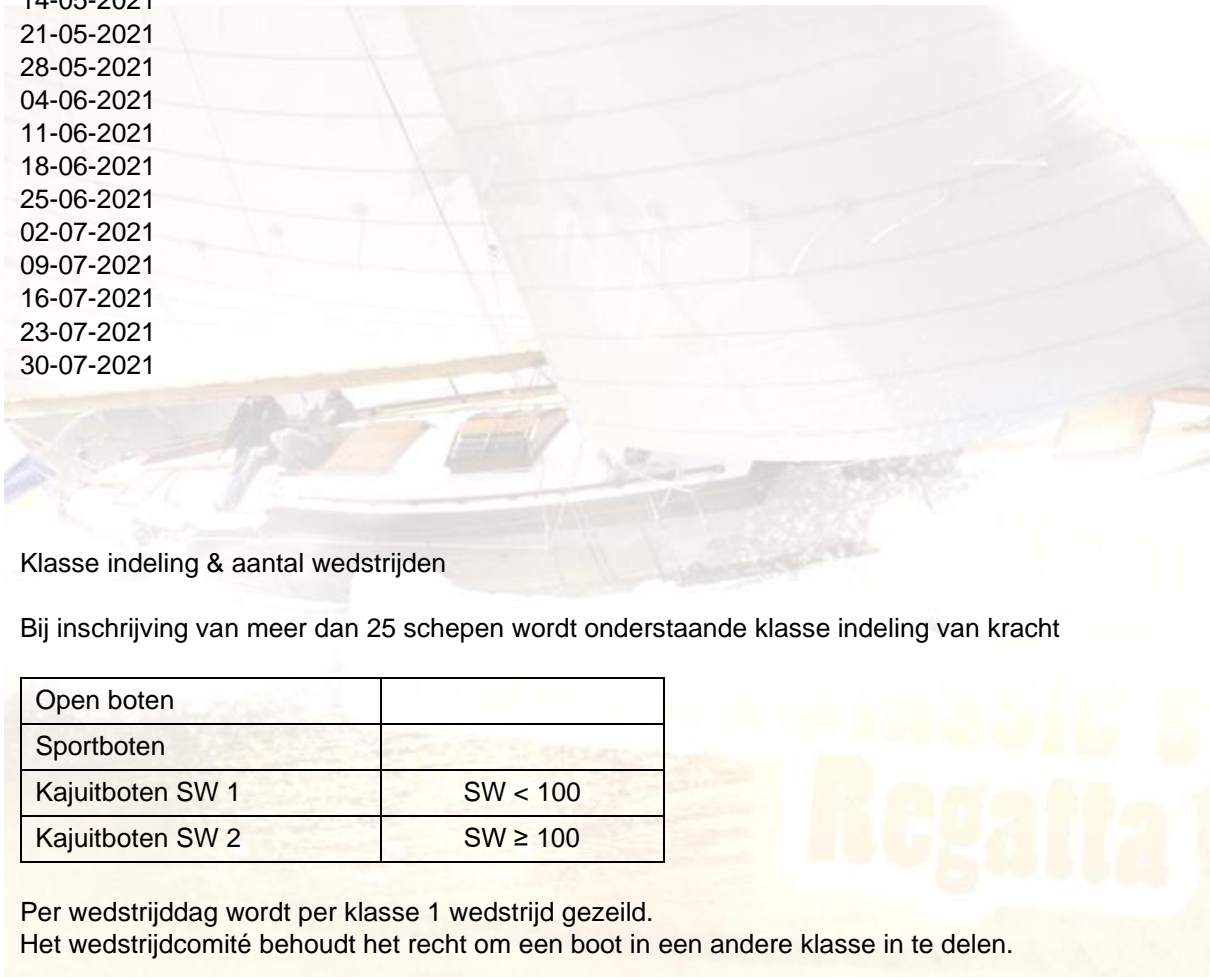 14-05-2021
21-05-2021
28-05-2021
04-06-2021
11-06-2021
18-06-2021
25-06-2021
02-07-2021
09-07-2021
16-07-2021
23-07-2021
30-07-2021
Klasse indeling & aantal wedstrijden
Bij inschrijving van meer dan 25 schepen wordt onderstaande klasse indeling van kracht
Open boten
Sportboten
Kajuitboten SW 1 SW < 100
Kajuitboten SW 2 SW ≥ 100
Classic S
Regatta
Per wedstrijddag wordt per klasse 1 wedstrijd gezeild.
Het wedstrijdcomité behoudt het recht om een boot in een andere klasse in te delen.